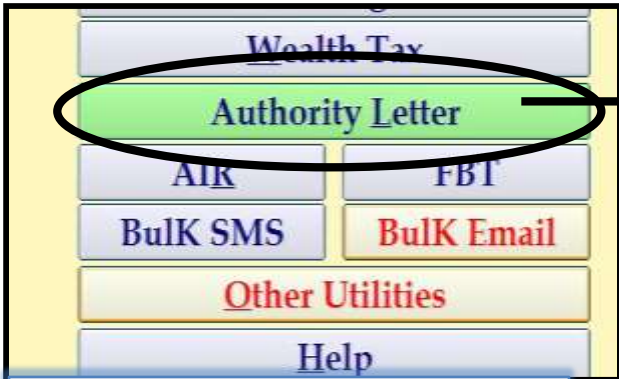 Wealth Tax
Authority Letter
AIR FBT
BulK SMS BulK Email
Other Utilities
Help